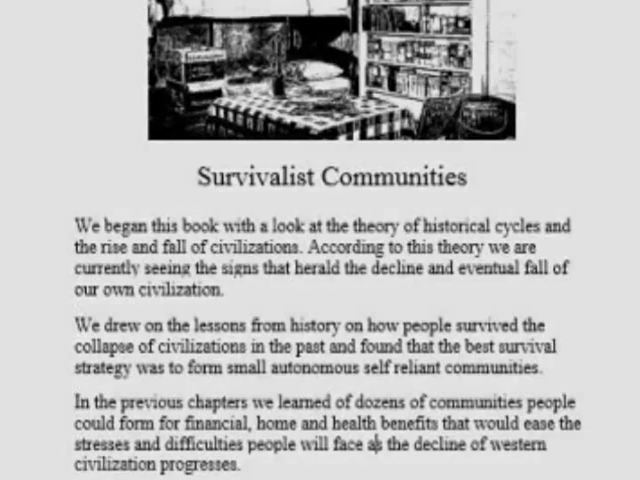 Survivalist Communities
We began this book with a look at the theory of historical cycles and
the rise and fall of civilizations. According to this theory we are
currently seeing the signs that herald the decline and eventual fall of
our own civilization.
We drew on the lessons from history on how people survived the
collapse of civilizations in the past and found that the best survival
strategy was to form small autonomous self reliant communities.
In the previous chapters we learned of dozens of communities people
could form for financial, home and health benefits that would ease the
stresses and difficulties people will face as the decline of western
civilization progresses.